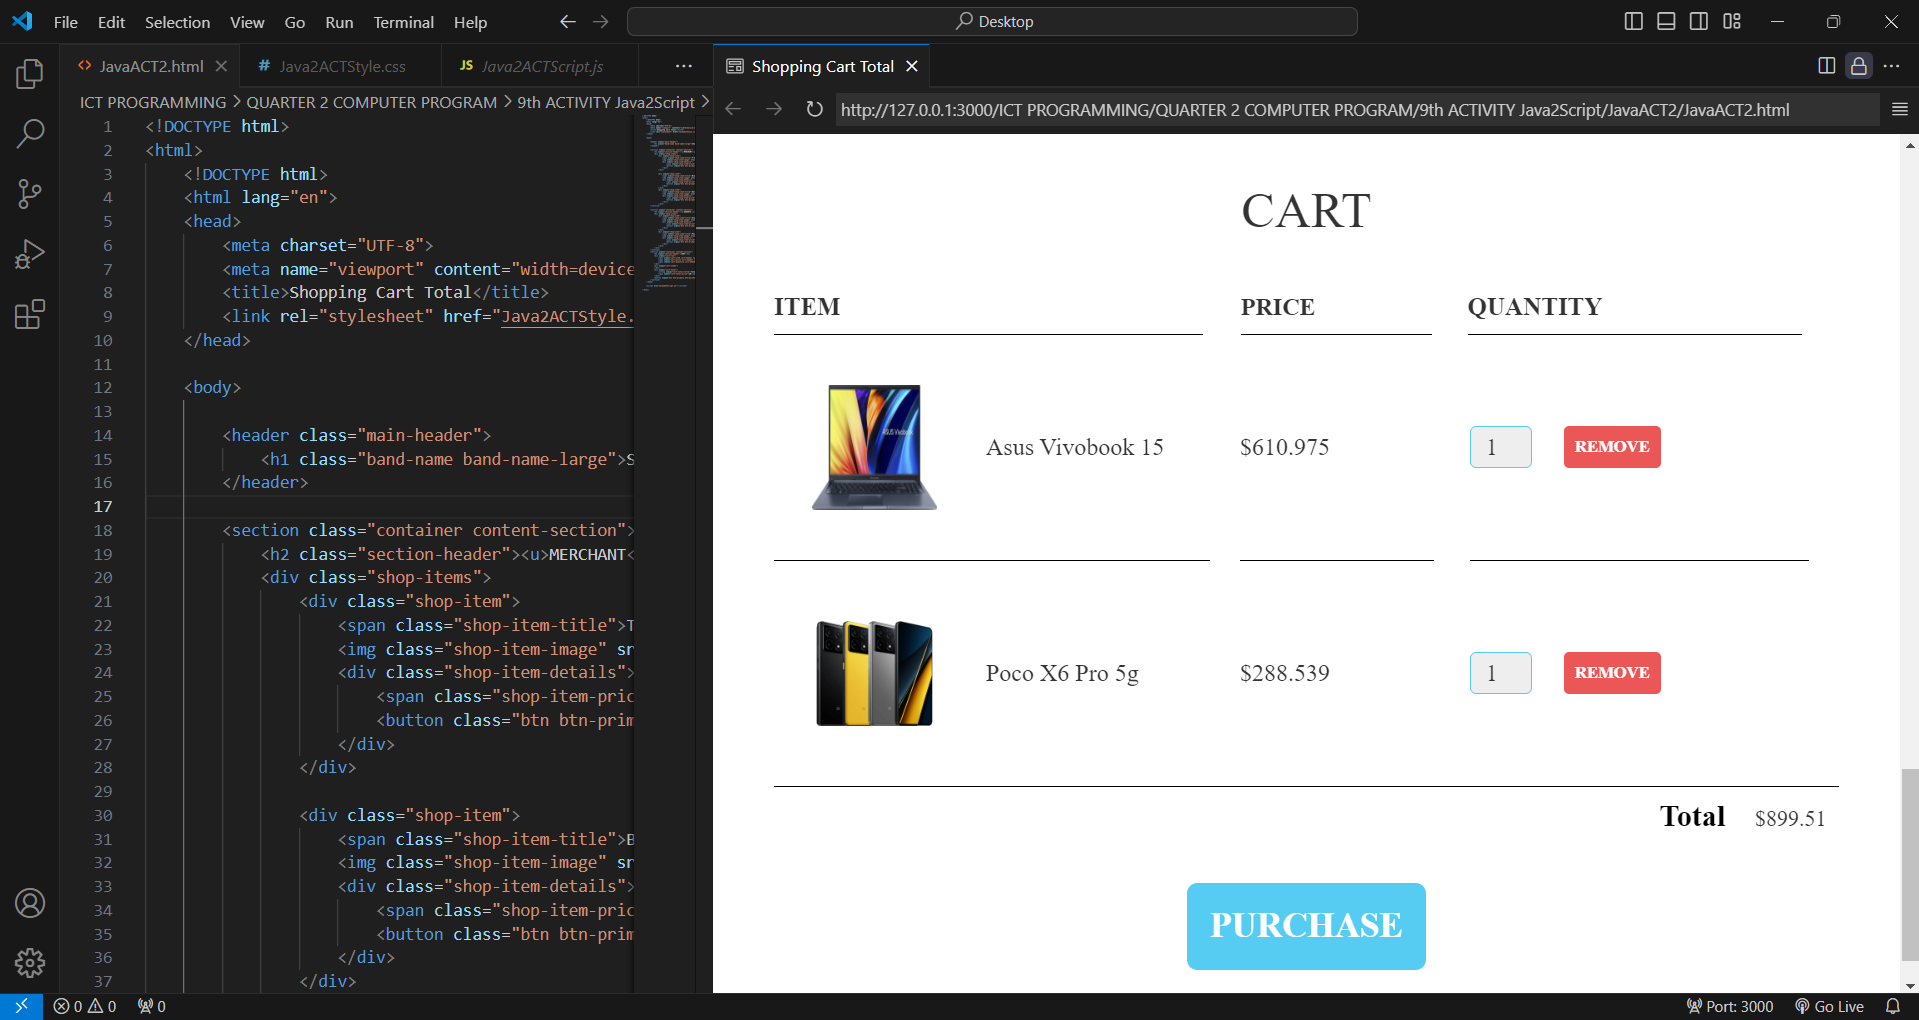 File Edit Selection View Go Run Terminal Help
Desktop
JavaACT2.html
# Java2ACTStyle.css
JS Java2ACTScript.js
ICT PROGRAMMING > QUARTER 2 COMPUTER PROGRAM > 9th ACTIVITY Java2Script >
1 <!DOCTYPE html>
2 <html>
3 <!DOCTYPE html>
4 <html lang="en">
5 <head>
6 <meta charset="UTF-8">
7 <meta name="viewport" content="width=device
8 <title>Shopping Cart Total</title>
9 <link rel="stylesheet" href="Java2ACTStyle.
10 </head>
11
12 <body>
13
14 <header class="main-header">
15 <h1 class="band-name band-name-large">S
16 </header>
17
18 <section class="container content-section">
19 <h2 class="section-header"><u>MERCHANT<
20 <div class="shop-items">
21 <div class="shop-item">
22 <span class="shop-item-title">T
23 <img class="shop-item-image" sr
24 <div class="shop-item-details">
25 <span class="shop-item-pric
26 <button class="btn btn-prim
27 </div>
28 </div>
29
30 <div class="shop-item">
31 <span class="shop-item-title">B
32 <img class="shop-item-image" sr
33 <div class="shop-item-details">
34 <span class="shop-item-pric
35 <button class="btn btn-prim
36 </div>
37 </div>
Shopping Cart Total
http://127.0.0.1:3000/ICT PROGRAMMING/QUARTER 2 COMPUTER PROGRAM/9th ACTIVITY Java2Script/JavaACT2/JavaACT2.html
CART
ITEM PRICE QUANTITY
Asus Vivobook 15 $610.975 1 REMOVE
Poco X6 Pro 5g $288.539 1 REMOVE
Total $899.51
PURCHASE
0 0 0
Port: 3000 Go Live